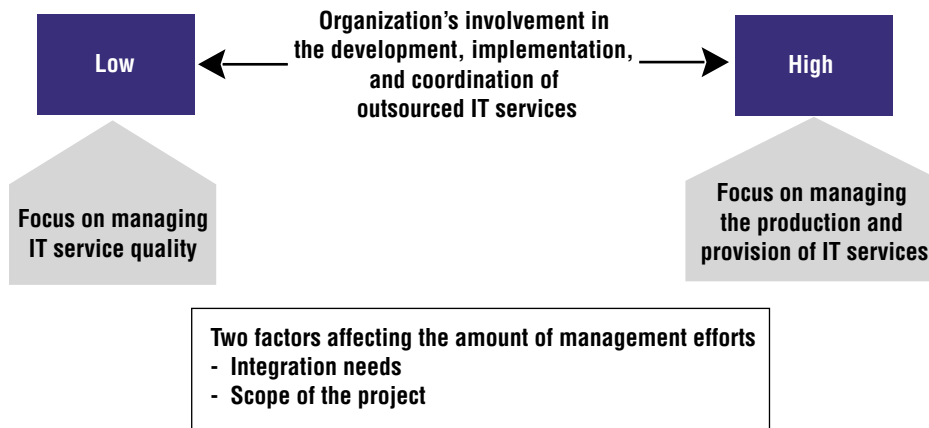 Organization's involvement in
the development, implementation,
and coordination of
outsourced IT services
Low
High
Focus on managing
IT service quality
Focus on managing
the production and
provision of IT services
Two factors affecting the amount of management efforts
- Integration needs
- Scope of the project